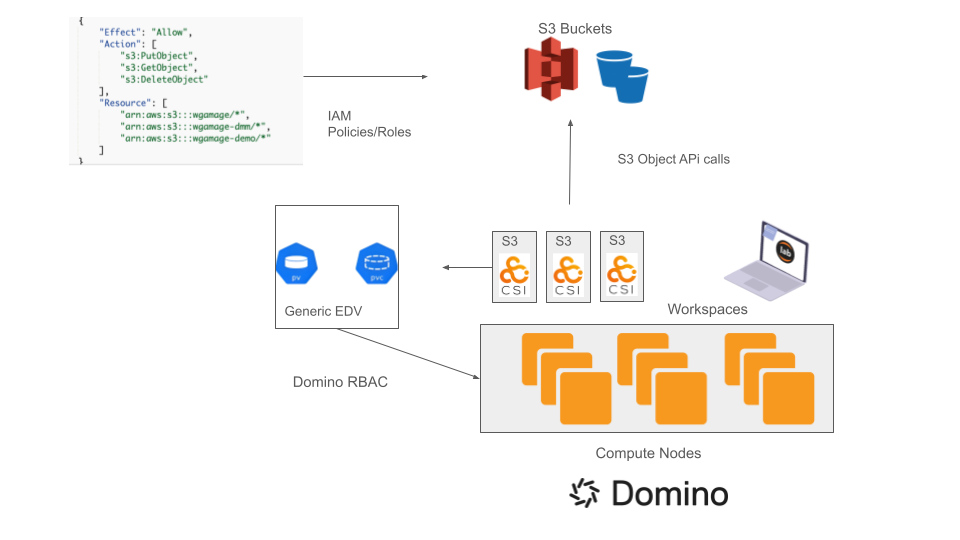 {
"Effect": "Allow",
"Action": [
"s3:PutObject",
"s3:GetObject",
"s3:DeleteObject"
],
"Resource": [
"arn:aws:s3:::wgamage/*",
"arn:aws:s3:::wgamage-dmm/*",
"arn:aws:s3:::wgamage-demo/*"
]
}
S3 Buckets
IAM
Policies/Roles
S3 Object APi calls
S3
S3
S3
CSI
CSI
CSI
pv
pvc
Generic EDV
lab
Workspaces
Domino RBAC
Compute Nodes
Domino